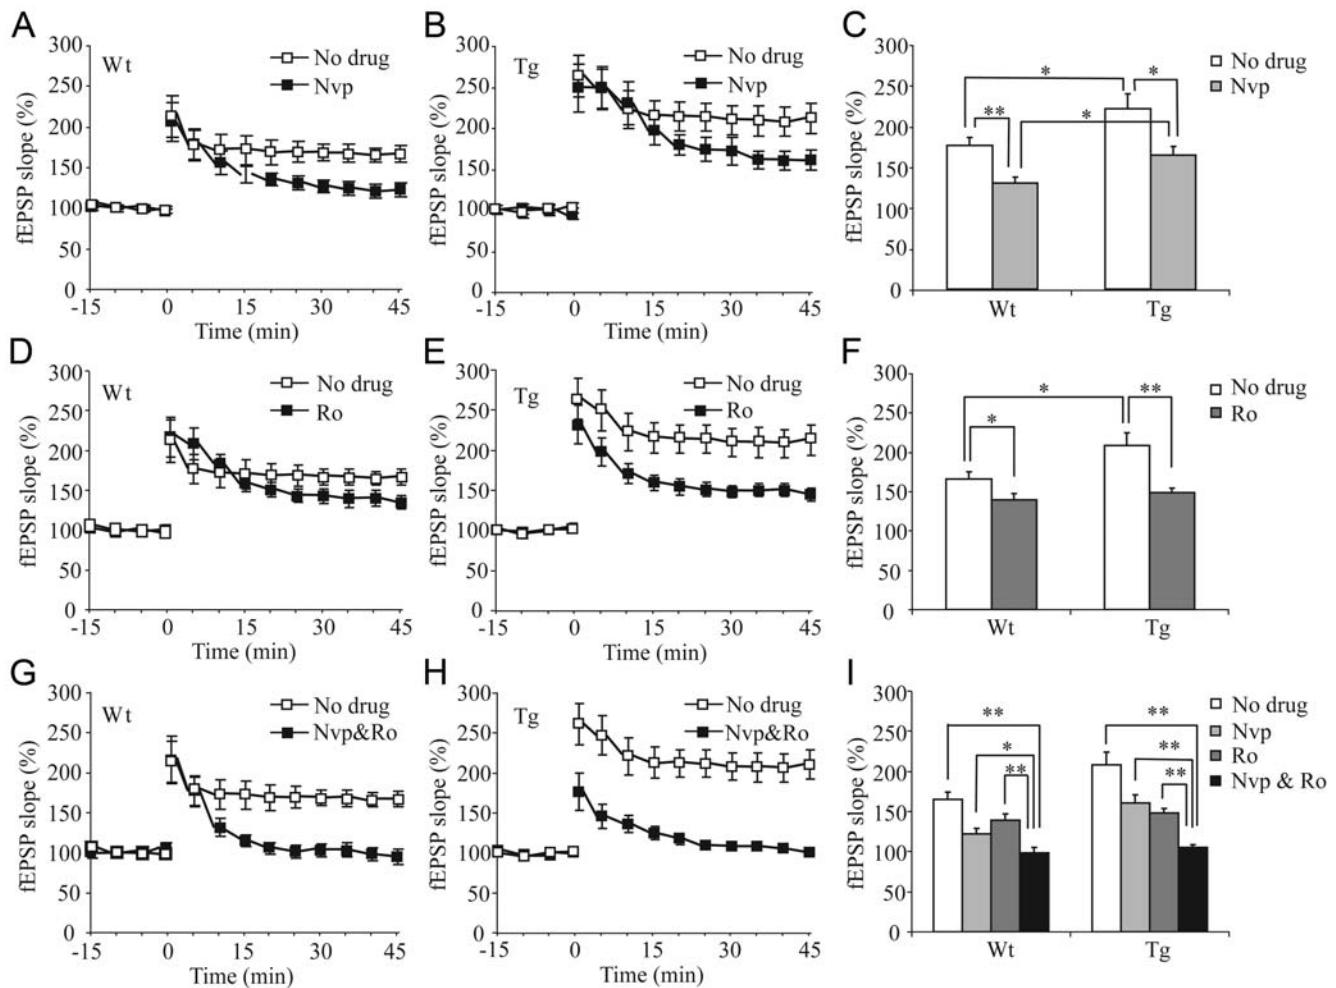 A
300
250
200
150
100
50
0
fEPSP slope (%)
Wt
No drug
Nvp
-15 0 15 30 45
Time (min)
B
300
250
200
150
100
50
0
fEPSP slope (%)
Tg
No drug
Nvp
-15 0 15 30 45
Time (min)
C
300
250
200
150
100
50
0
fEPSP slope (%)
No drug
Nvp
* *
** *
Wt Tg
D
300
250
200
150
100
50
0
fEPSP slope (%)
Wt
No drug
Ro
-15 0 15 30 45
Time (min)
E
300
250
200
150
100
50
0
fEPSP slope (%)
Tg
No drug
Ro
-15 0 15 30 45
Time (min)
F
300
250
200
150
100
50
0
fEPSP slope (%)
No drug
Ro
* **
*
Wt Tg
G
300
250
200
150
100
50
0
fEPSP slope (%)
Wt
No drug
Nvp&Ro
-15 0 15 30 45
Time (min)
H
300
250
200
150
100
50
0
fEPSP slope (%)
Tg
No drug
Nvp&Ro
-15 0 15 30 45
Time (min)
I
300
250
200
150
100
50
0
fEPSP slope (%)
No drug
Nvp
Ro
Nvp & Ro
** **
* **
** **
Wt Tg